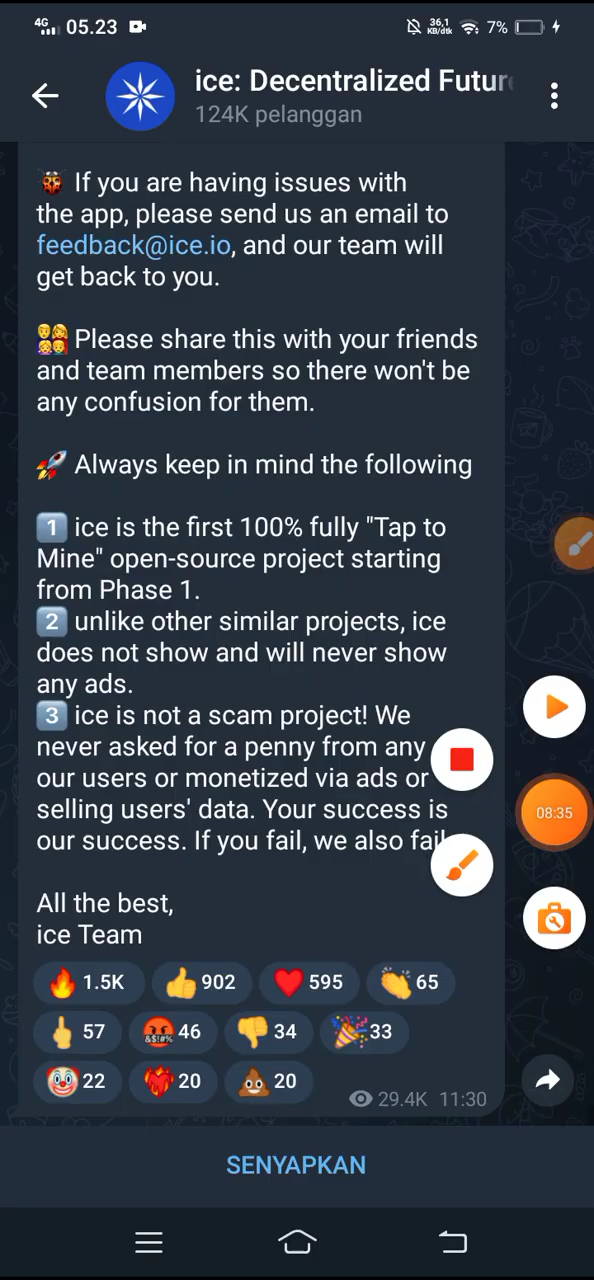 4G 05.23 36,1 KB/dtk 7%
ice: Decentralized Futur
124K pelanggan
🐞 If you are having issues with
the app, please send us an email to
feedback@ice.io, and our team will
get back to you.
👨‍👩‍👧‍👦 Please share this with your friends
and team members so there won't be
any confusion for them.
🚀 Always keep in mind the following
1️⃣ ice is the first 100% fully "Tap to
Mine" open-source project starting
from Phase 1.
2️⃣ unlike other similar projects, ice
does not show and will never show
any ads.
3️⃣ ice is not a scam project! We
never asked for a penny from any
our users or monetized via ads or
selling users' data. Your success is
our success. If you fail, we also fail
08:35
All the best,
ice Team
🔥 1.5K 👍 902 ❤️ 595 👏 65
🖕 57 🤬 46 👎 34 🎉 33
🤡 22 ❤️‍🔥 20 💩 20
29.4K 11:30
SENYAPKAN